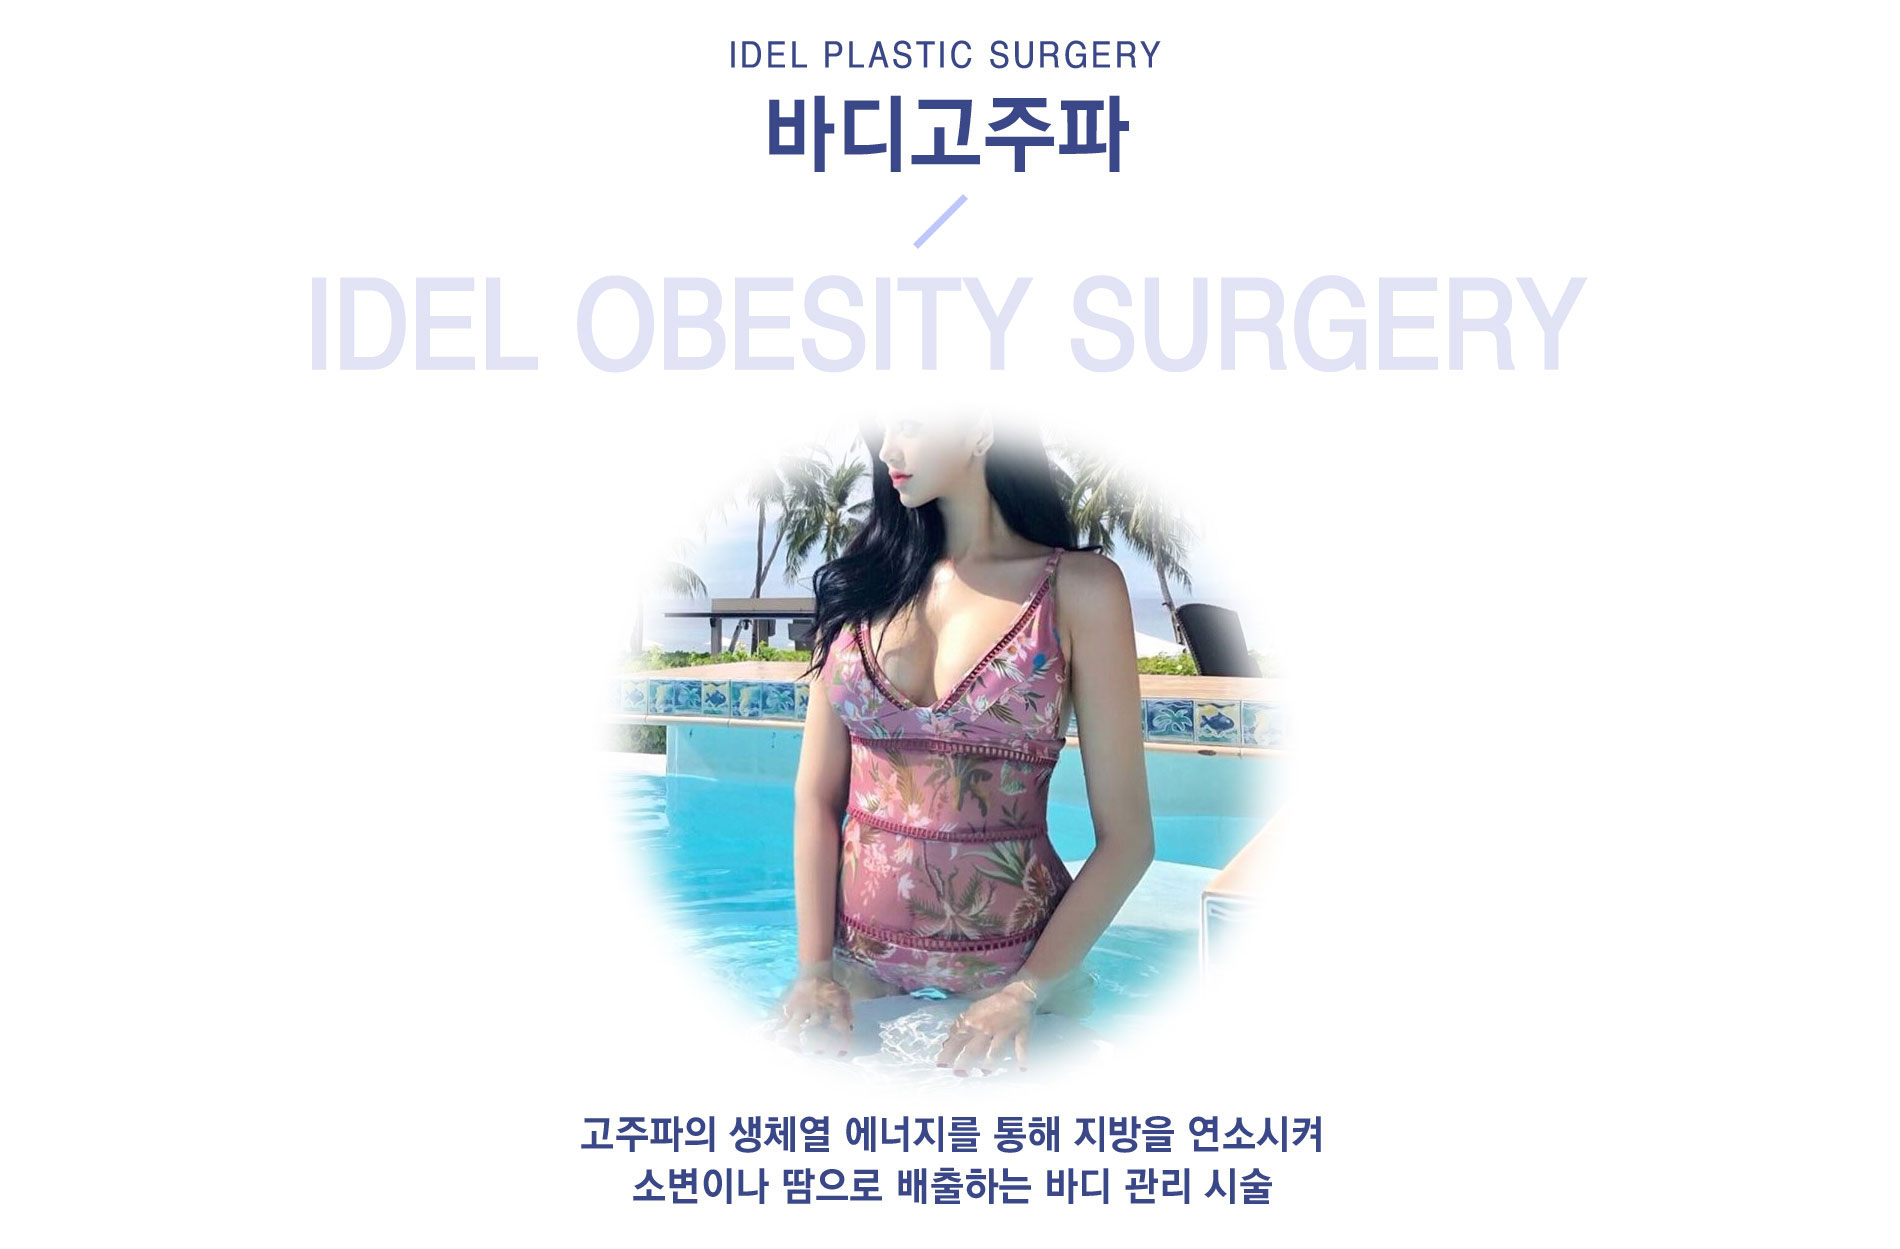 IDEL PLASTIC SURGERY
바디고주파
IDEL OBESITY SURGERY
고주파의 생체열 에너지를 통해 지방을 연소시켜
소변이나 땀으로 배출하는 바디 관리 시술